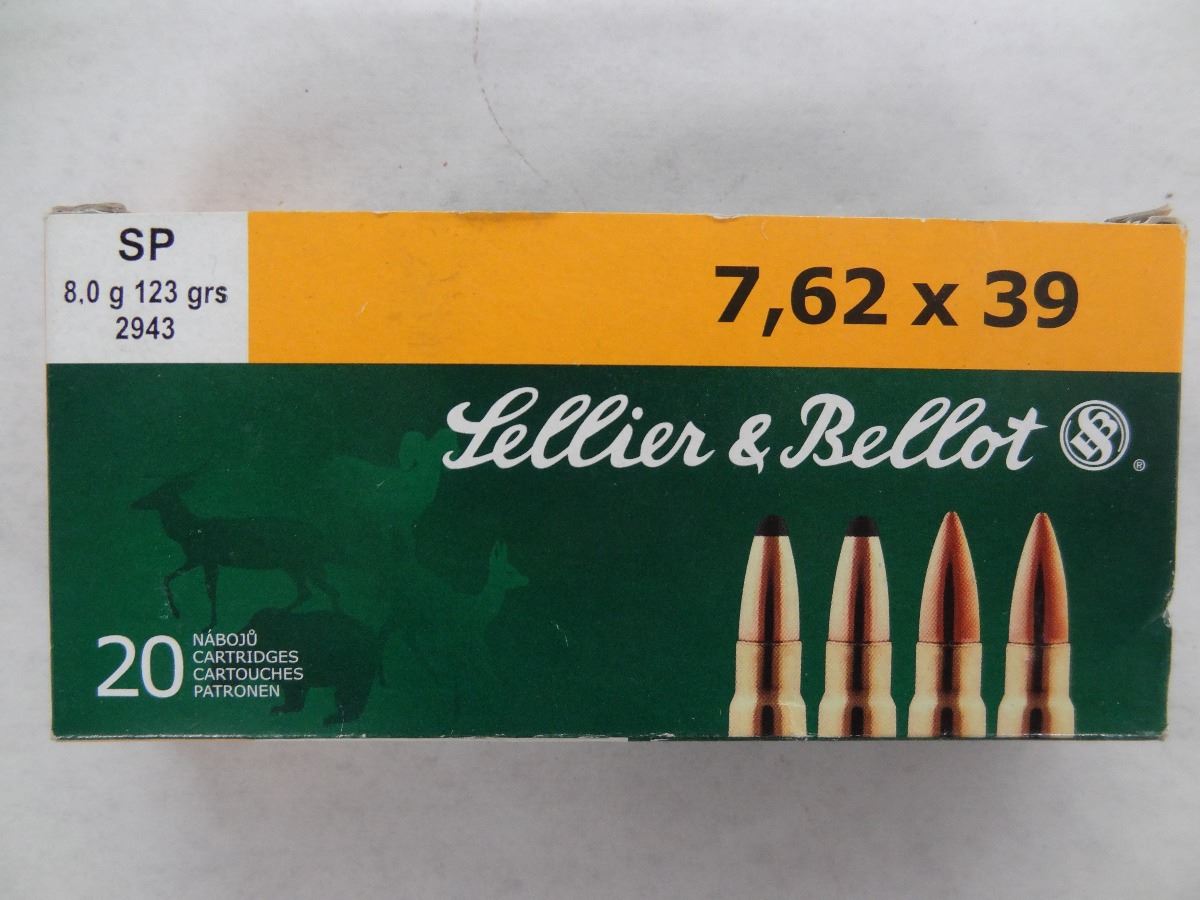 SP
8,0 g 123 grs
2943
7,62 x 39
Sellier & Bellot
®
20
NÁBOJŮ
CARTRIDGES
CARTOUCHES
PATRONEN